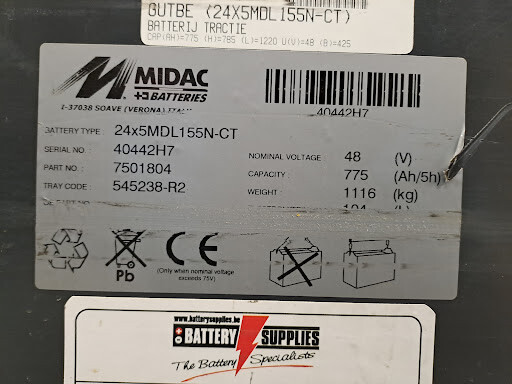 GUTBE (24X5MDL155N-CT)
BATTERIJ TRACTIE
CAP(AH)=775 (H)=785 (L)=1220 U(V)=48 (B)=425
MIDAC
BATTERIES
I-37038 SOAVE (VERONA) ITALY
40442H7
BATTERY TYPE 24x5MDL155N-CT
SERIAL NO. 40442H7
PART NO. 7501804
TRAY CODE: 545238-R2
NOMINAL VOLTAGE 48 (V)
CAPACITY: 775 (Ah/5h)
WEIGHT: 1116 (kg)
Pb
CE
(Only when nominal voltage
exceeds 75V)
www.batterysupplies.be
BATTERY SUPPLIES
The Battery Specialists